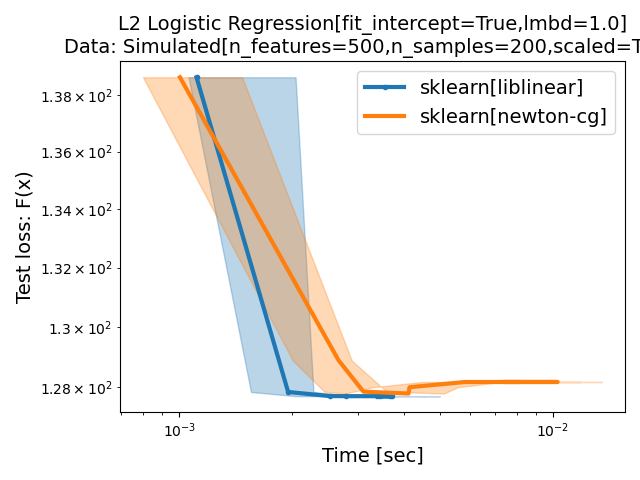 L2 Logistic Regression[fit_intercept=True,lmbd=1.0]
Data: Simulated[n_features=500,n_samples=200,scaled=T
sklearn[liblinear]
sklearn[newton-cg]
Test loss: F(x)
1.38 × 10²
1.36 × 10²
1.34 × 10²
1.32 × 10²
1.3 × 10²
1.28 × 10²
10⁻³
10⁻²
Time [sec]